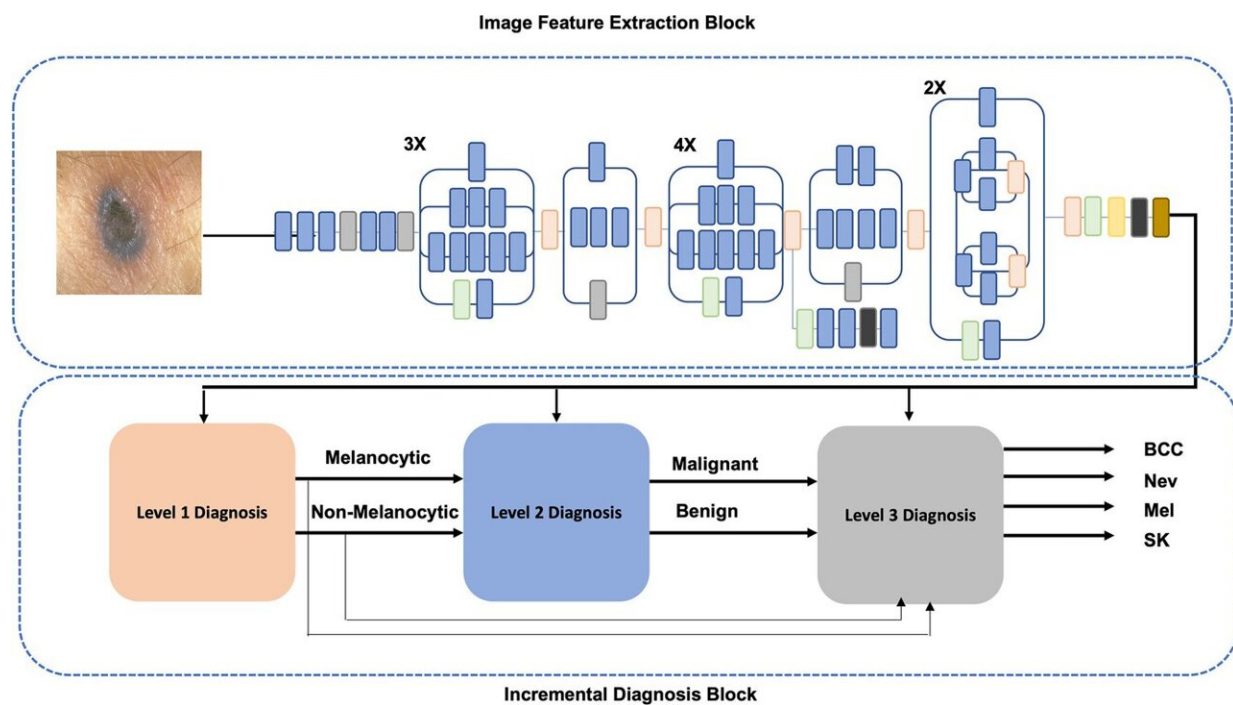 Image Feature Extraction Block
3X
4X
2X
Level 1 Diagnosis
Melanocytic
Non-Melanocytic
Level 2 Diagnosis
Malignant
Benign
Level 3 Diagnosis
BCC
Nev
Mel
SK
Incremental Diagnosis Block